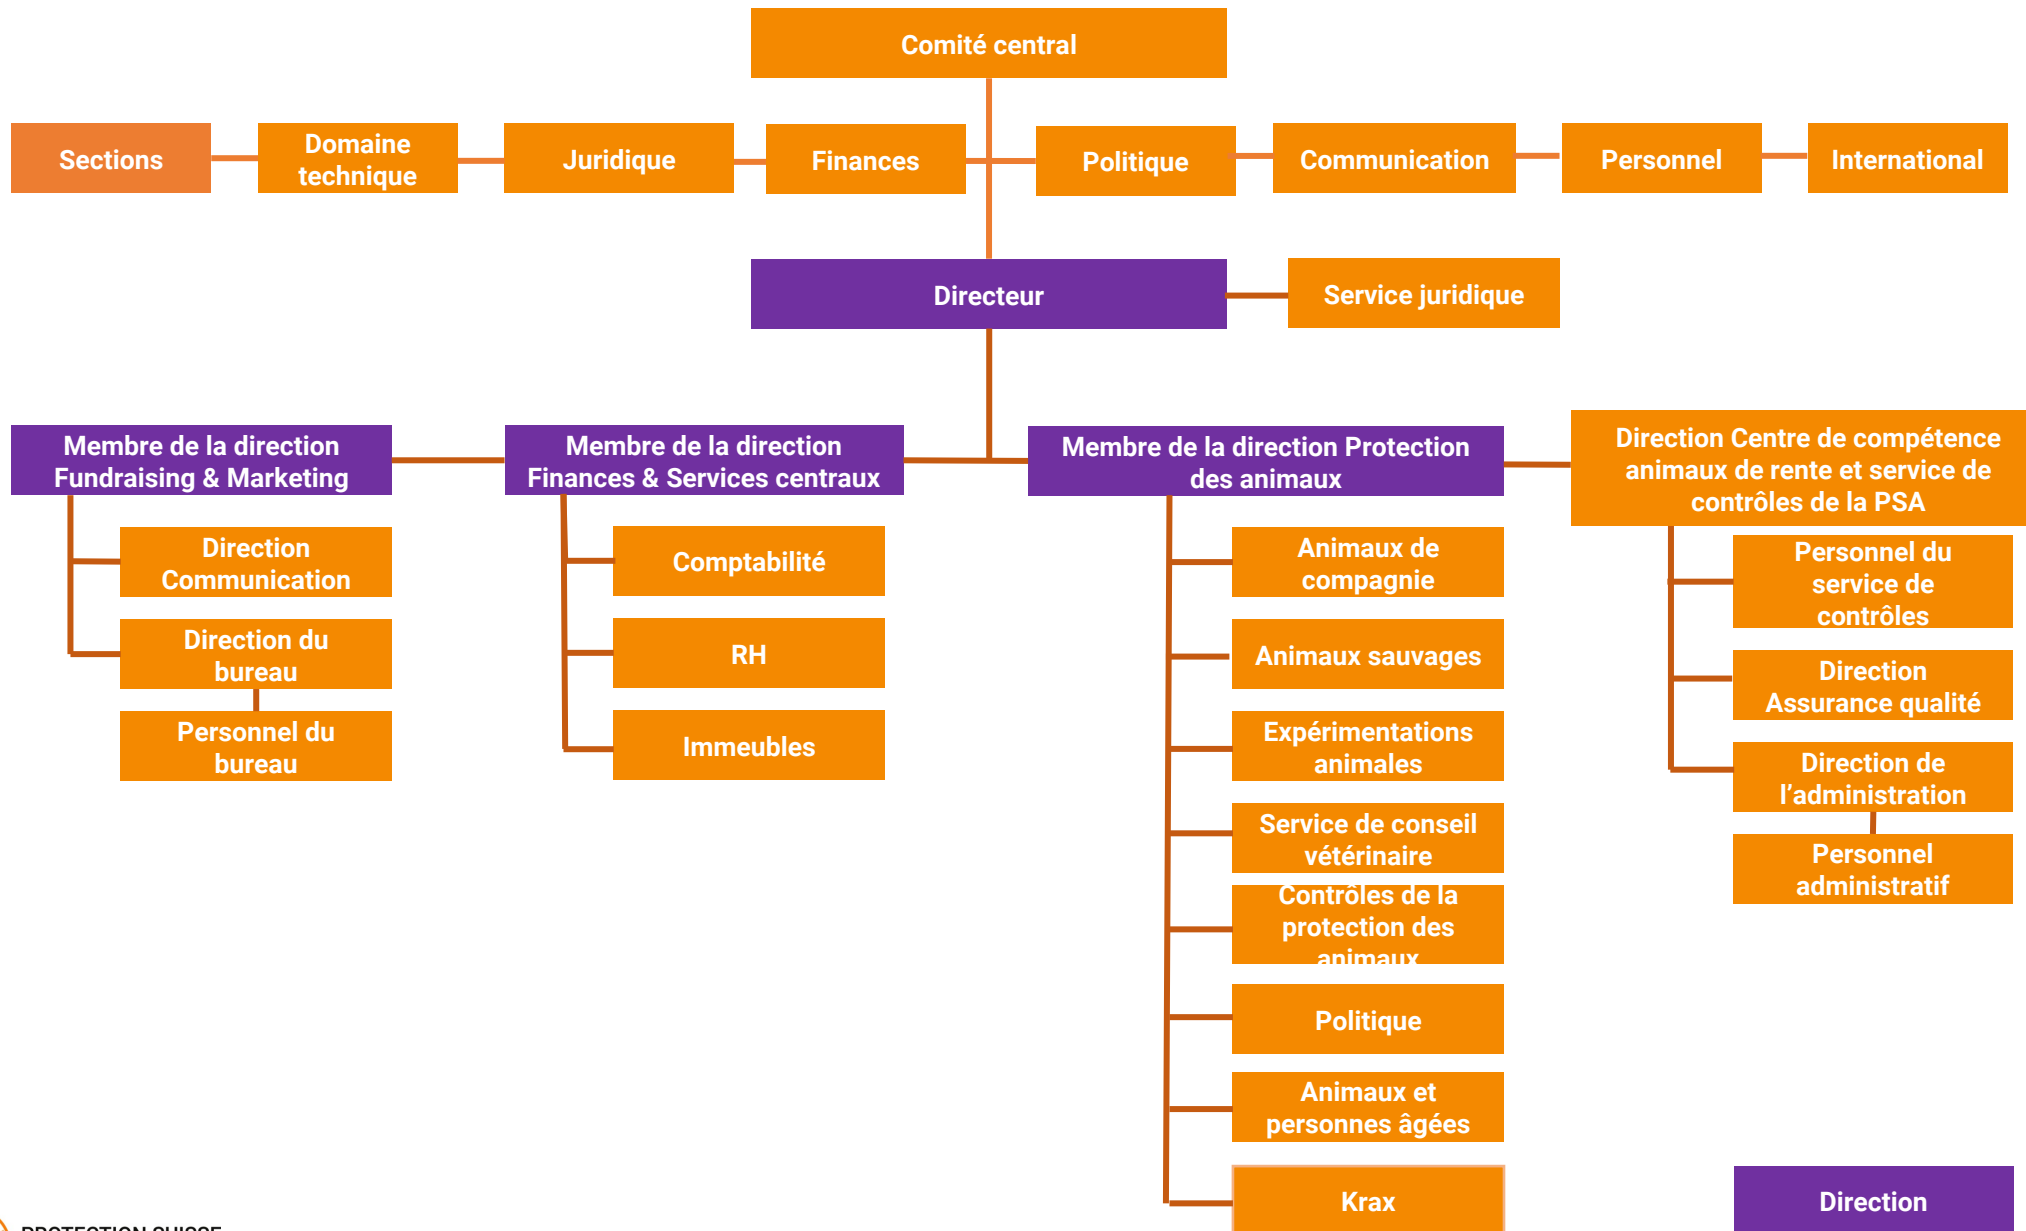 Comité central
Sections
Domaine
technique
Juridique
Finances
Politique
Communication
Personnel
International
Directeur
Service juridique
Membre de la direction
Fundraising & Marketing
Direction
Communication
Direction du
bureau
Personnel du
bureau
Membre de la direction
Finances & Services centraux
Comptabilité
RH
Immeubles
Membre de la direction Protection
des animaux
Animaux de
compagnie
Animaux sauvages
Expérimentations
animales
Service de conseil
vétérinaire
Contrôles de la
protection des
animaux
Politique
Animaux et
personnes âgées
Krax
Direction Centre de compétence
animaux de rente et service de
contrôles de la PSA
Personnel du
service de
contrôles
Direction
Assurance qualité
Direction de
l’administration
Personnel
administratif
Direction
PROTECTION SUISSE